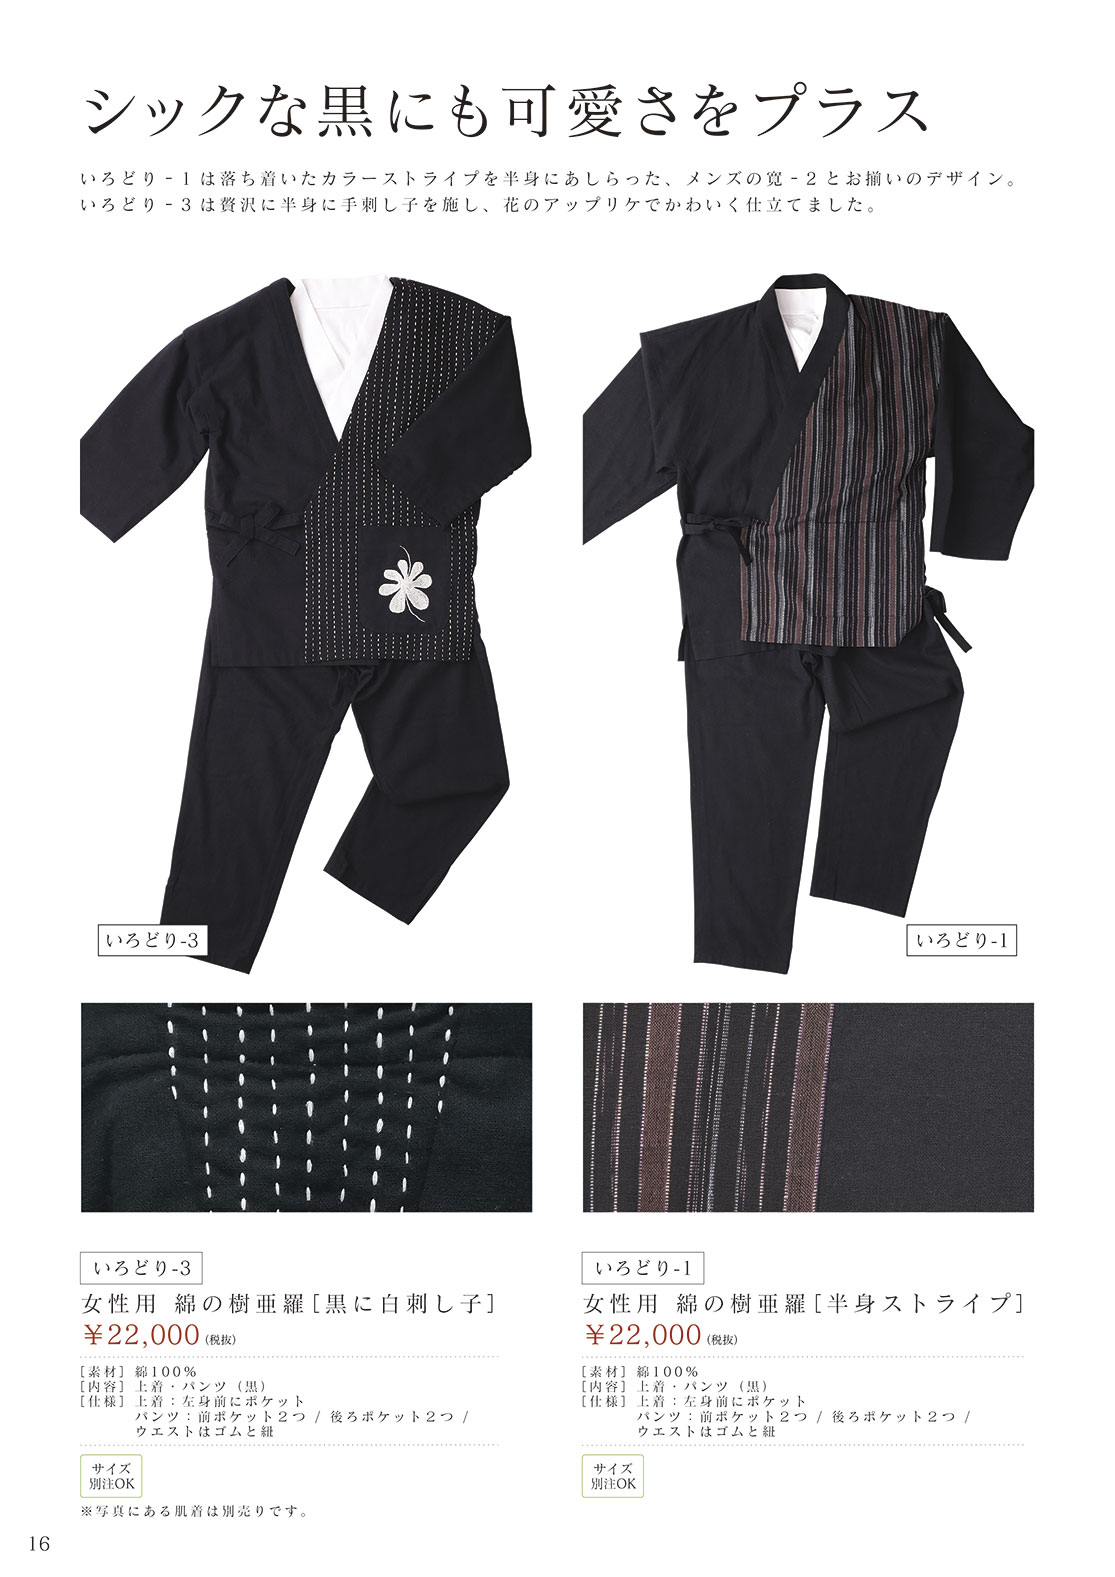 シックな黒にも可愛さをプラス
いろどり-1は落ち着いたカラーストライプを半身にあしらった、メンズの寛-2とお揃いのデザイン。
いろどり-3は贅沢に半身に手刺し子を施し、花のアップリケでかわいく仕立てました。
いろどり-3
いろどり-1
いろどり-3
女性用 綿の樹亜羅［黒に白刺し子］
￥22,000（税抜）
［素材］綿100%
［内容］上着・パンツ（黒）
［仕様］上着：左身前にポケット
パンツ：前ポケット2つ / 後ろポケット2つ /
ウエストはゴムと紐
サイズ
別注OK
※写真にある肌着は別売りです。
いろどり-1
女性用 綿の樹亜羅［半身ストライプ］
￥22,000（税抜）
［素材］綿100%
［内容］上着・パンツ（黒）
［仕様］上着：左身前にポケット
パンツ：前ポケット2つ / 後ろポケット2つ /
ウエストはゴムと紐
サイズ
別注OK
16